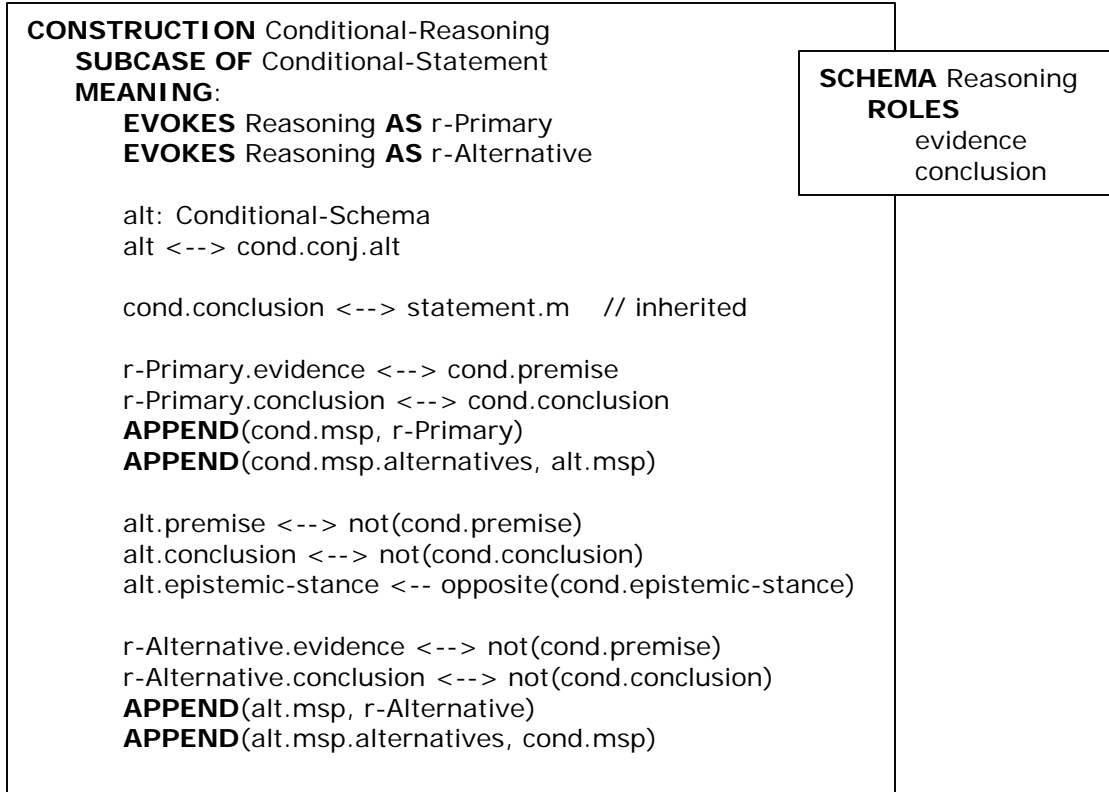 CONSTRUCTION Conditional-Reasoning
SUBCASE OF Conditional-Statement
MEANING:
EVOKES Reasoning AS r-Primary
EVOKES Reasoning AS r-Alternative
alt: Conditional-Schema
alt <--> cond.conj.alt
cond.conclusion <--> statement.m // inherited
r-Primary.evidence <--> cond.premise
r-Primary.conclusion <--> cond.conclusion
APPEND(cond.msp, r-Primary)
APPEND(cond.msp.alternatives, alt.msp)
alt.premise <--> not(cond.premise)
alt.conclusion <--> not(cond.conclusion)
alt.epistemic-stance <-- opposite(cond.epistemic-stance)
r-Alternative.evidence <--> not(cond.premise)
r-Alternative.conclusion <--> not(cond.conclusion)
APPEND(alt.msp, r-Alternative)
APPEND(alt.msp.alternatives, cond.msp)
SCHEMA Reasoning
ROLES
evidence
conclusion